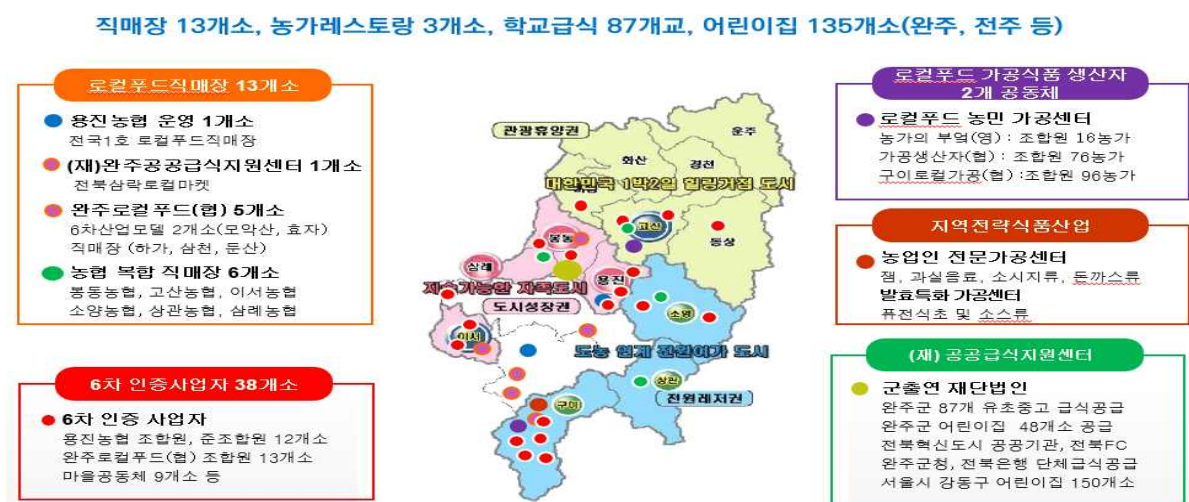 직매장 13개소, 농가레스토랑 3개소, 학교급식 87개교, 어린이집 135개소(완주, 전주 등)
로컬푸드직매장 13개소
용진농협 운영 1개소
전국1호 로컬푸드직매장
(재)완주공공급식지원센터 1개소
전북삼락로컬마켓
완주로컬푸드(협) 5개소
6차산업모델 2개소(모악산, 효자)
직매장 (하가, 삼천, 둔산)
농협 복합 직매장 6개소
봉동농협, 고산농협, 이서농협
소양농협, 상관농협, 삼례농협
6차 인증사업자 38개소
6차 인증 사업자
용진농협 조합원, 준조합원 12개소
완주로컬푸드(협) 조합원 13개소
마을공동체 9개소 등
관광휴양권
운주
화산
경천
대한민국 1박2일 힐링거점 도시
고산
동상
봉동
삼례
용진
지속가능한 자족도시
도시성장권
소양
이서
도농 연계 전원여가 도시
상관
전원레저권
구이
로컬푸드 가공식품 생산자
2개 공동체
로컬푸드 농민 가공센터
농가의 부엌(영) : 조합원 16농가
가공생산자(협) : 조합원 76농가
구이로컬가공(협) :조합원 96농가
지역전략식품산업
농업인 전문가공센터
잼, 과실음료, 소시지류, 돈까스류
발효특화 가공센터
퓨전식초 및 소스류
(재) 공공급식지원센터
군출연 재단법인
완주군 87개 유초중고 급식공급
완주군 어린이집 48개소 공급
전북혁신도시 공공기관, 전북FC
완주군청, 전북은행 단체급식공급
서울시 강동구 어린이집 150개소